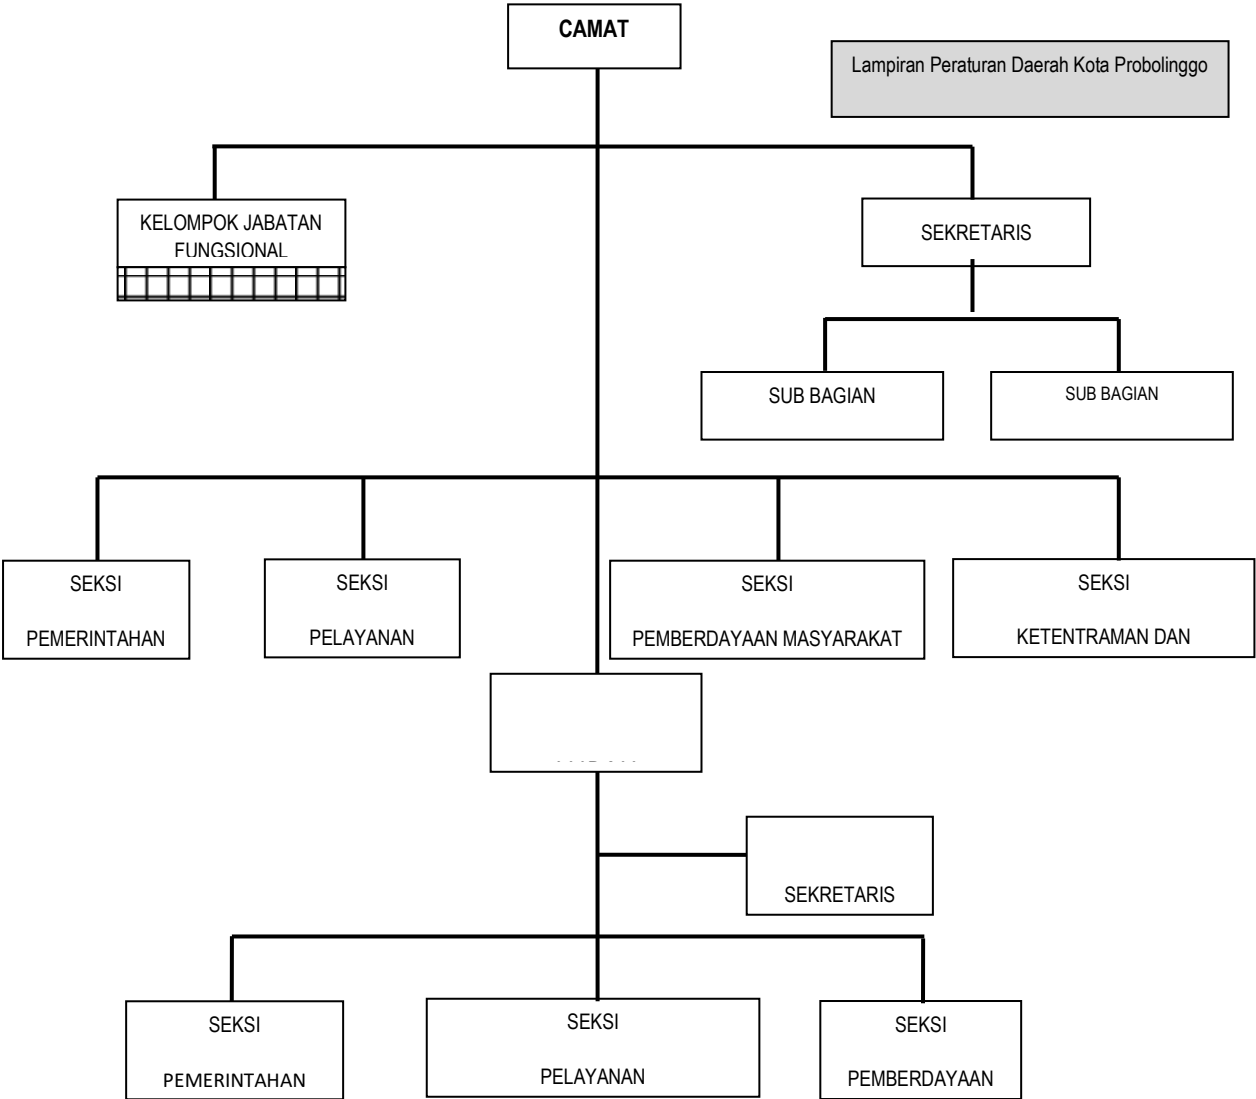 CAMAT
Lampiran Peraturan Daerah Kota Probolinggo
KELOMPOK JABATAN
FUNGSIONAL
SEKRETARIS
SUB BAGIAN
SUB BAGIAN
SEKSI
PEMERINTAHAN
SEKSI
PELAYANAN
SEKSI
PEMBERDAYAAN MASYARAKAT
SEKSI
KETENTRAMAN DAN
SEKRETARIS
SEKSI
PEMERINTAHAN
SEKSI
PELAYANAN
SEKSI
PEMBERDAYAAN